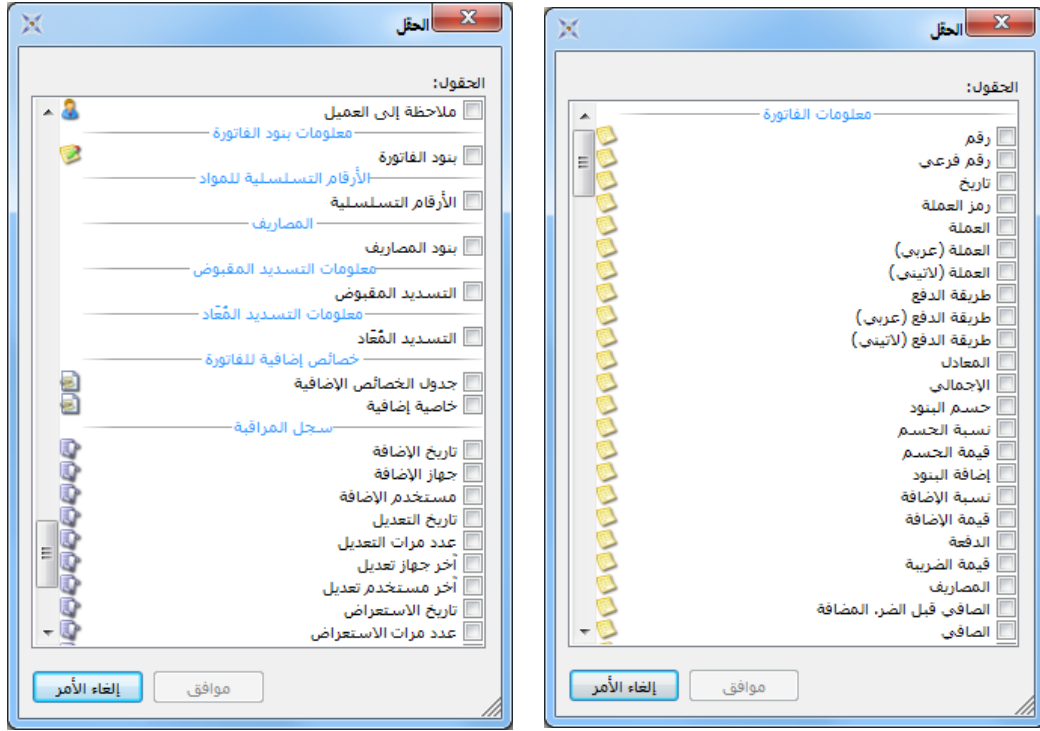 الحقل
الحقول:
معلومات الفاتورة
رقم
رقم فرعي
تاريخ
رمز العملة
العملة
العملة (عربي)
العملة (لاتيني)
طريقة الدفع
طريقة الدفع (عربي)
طريقة الدفع (لاتيني)
المعادل
الإجمالي
حسم البنود
نسبة الحسم
قيمة الحسم
إضافة البنود
نسبة الإضافة
قيمة الإضافة
الدفعة
قيمة الضريبة
المصاريف
الصافي قبل الضر. المضافة
الصافي
موافق
إلغاء الأمر
الحقل
الحقول:
ملاحظة إلى العميل
معلومات بنود الفاتورة
بنود الفاتورة
الأرقام التسلسلية للمواد
الأرقام التسلسلية
المصاريف
بنود المصاريف
معلومات التسديد المقبوض
التسديد المقبوض
معلومات التسديد المُعَاد
التسديد المُعَاد
خصائص إضافية للفاتورة
جدول الخصائص الإضافية
خاصية إضافية
سجل المراقبة
تاريخ الإضافة
جهاز الإضافة
مستخدم الإضافة
تاريخ التعديل
عدد مرات التعديل
آخر جهاز تعديل
آخر مستخدم تعديل
تاريخ الاستعراض
عدد مرات الاستعراض
موافق
إلغاء الأمر